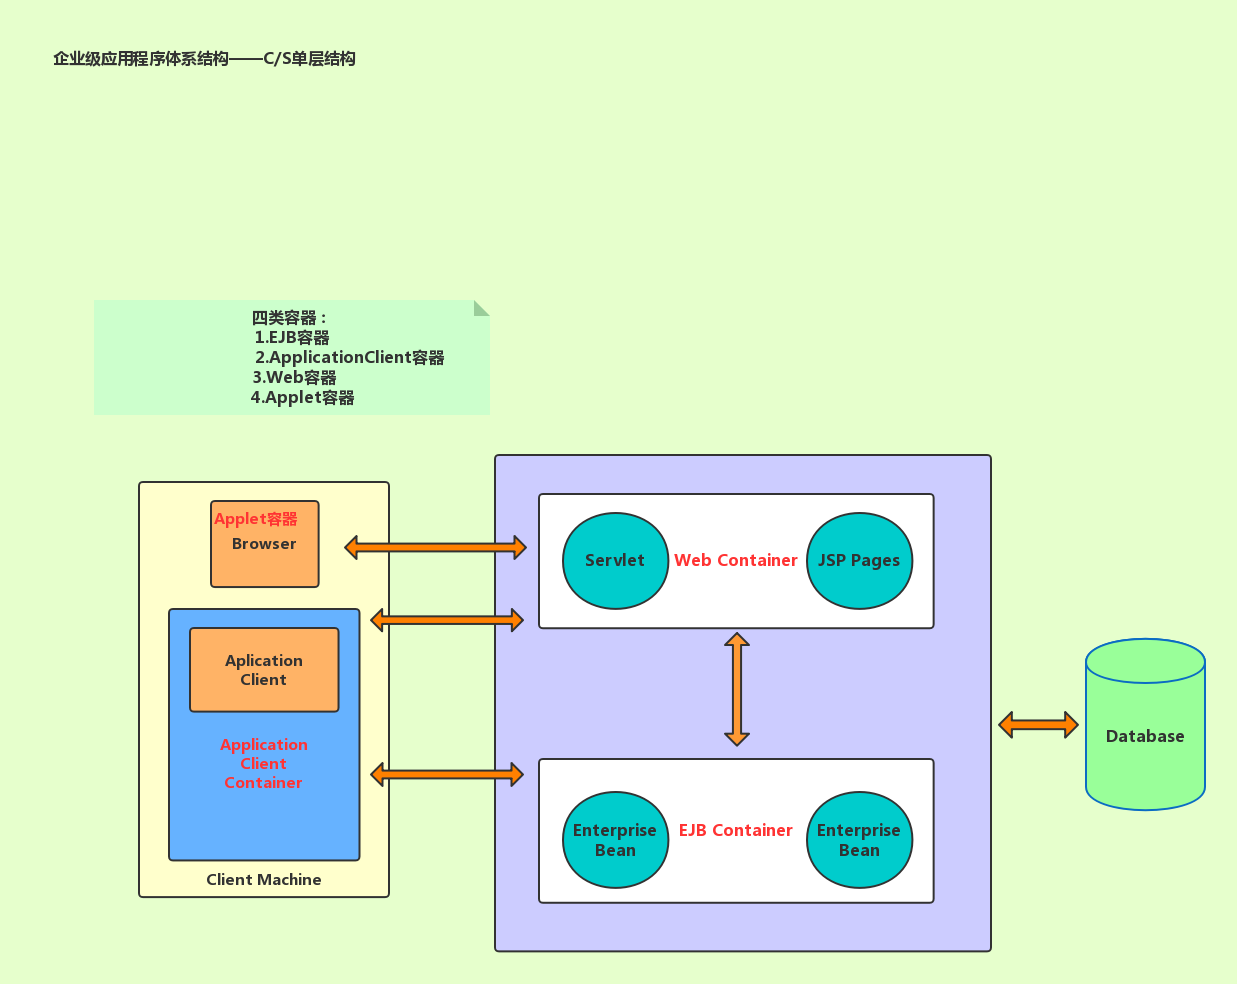 企业级应用程序体系结构——C/S单层结构
四类容器：
1.EJB容器
2.ApplicationClient容器
3.Web容器
4.Applet容器
Applet容器
Browser
Aplication
Client
Application
Client
Container
Client Machine
Servlet
Web Container
JSP Pages
Enterprise
Bean
EJB Container
Enterprise
Bean
Database